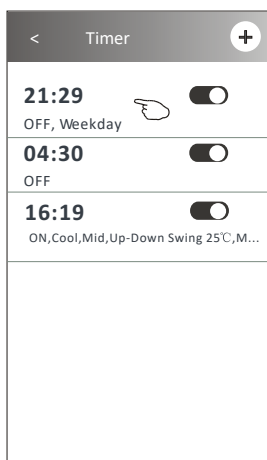 < Timer +
21:29
OFF, Weekday
04:30
OFF
16:19
ON,Cool,Mid,Up-Down Swing 25℃,M...